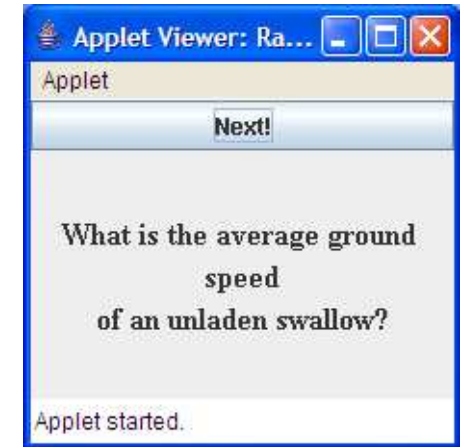 Applet Viewer: Ra...
Applet
Next!
What is the average ground
speed
of an unladen swallow?
Applet started.